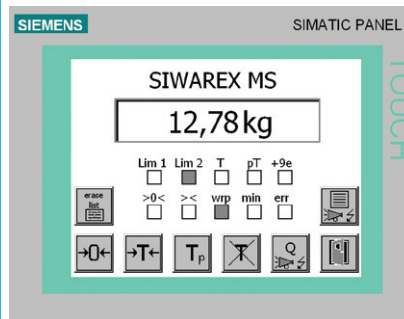 SIEMENS SIMATIC PANEL
TOUCH
SIWAREX MS
12,78kg
Lim 1 Lim 2 T pT +9e
>0< >< wrp min err
erase
list
→0← →T← Tp T Q